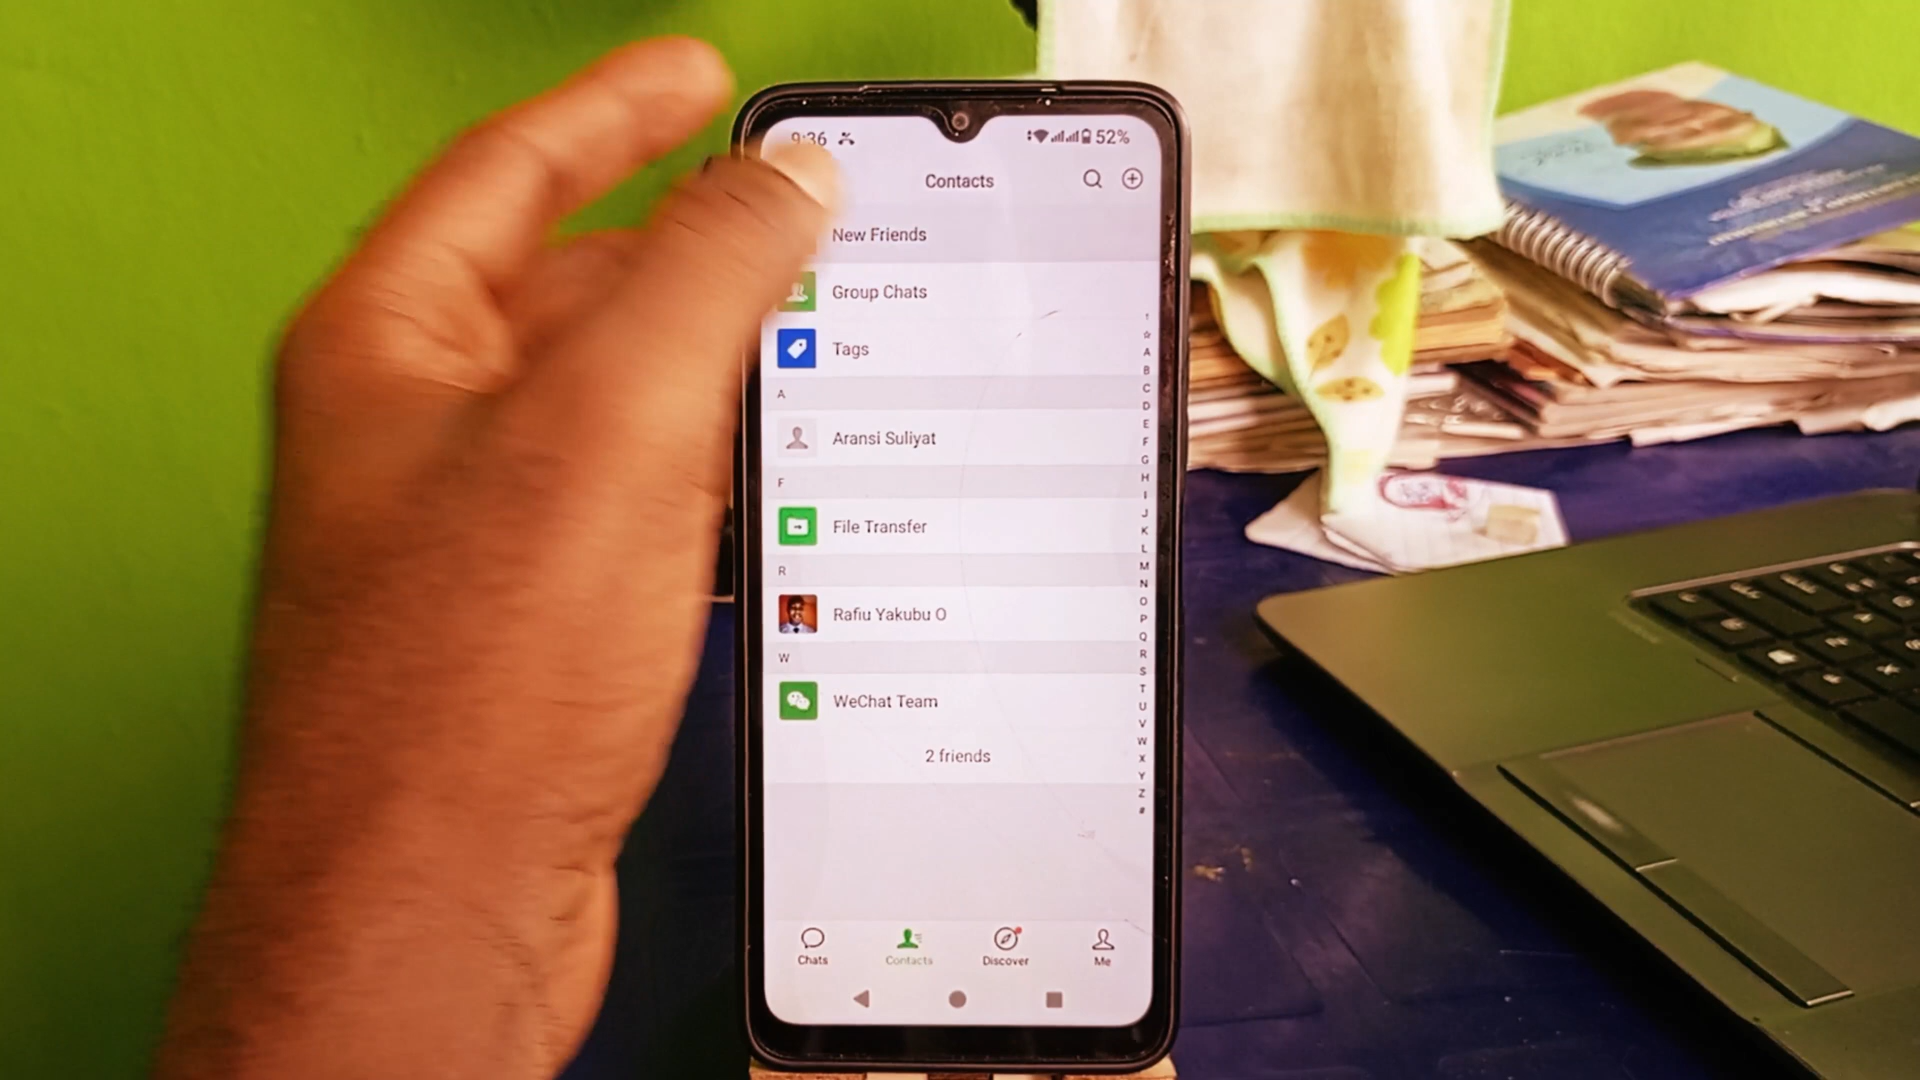 9:36 52%
Contacts
New Friends
Group Chats
Tags
A
Aransi Suliyat
F
File Transfer
R
Rafiu Yakubu O
W
WeChat Team
2 friends
↑
☆
A
B
C
D
E
F
G
H
I
J
K
L
M
N
O
P
Q
R
S
T
U
V
W
X
Y
Z
#
Chats Contacts Discover Me